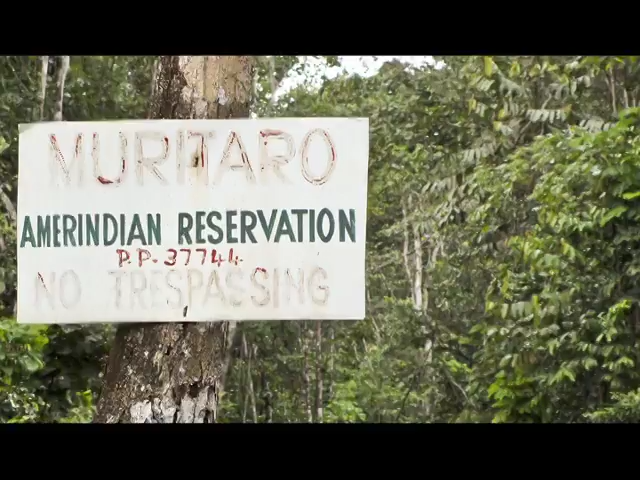 MURITARO
AMERINDIAN RESERVATION
P.P. 37744.
NO TRESPASSING